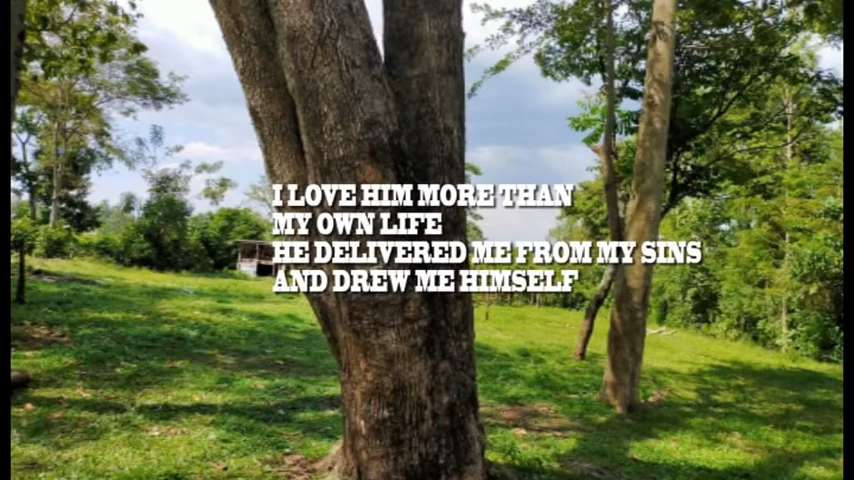 I LOVE HIM MORE THAN
MY OWN LIFE
HE DELIVERED ME FROM MY SINS
AND DREW ME HIMSELF